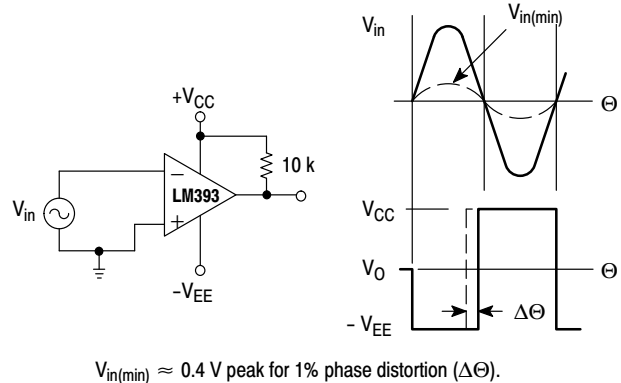 V_in
V_in(min)
Θ
+V_CC
10 k
−
LM393
+
V_in
−V_EE
V_CC
V_O
Θ
− V_EE
ΔΘ
V_in(min) ≈ 0.4 V peak for 1% phase distortion (ΔΘ).